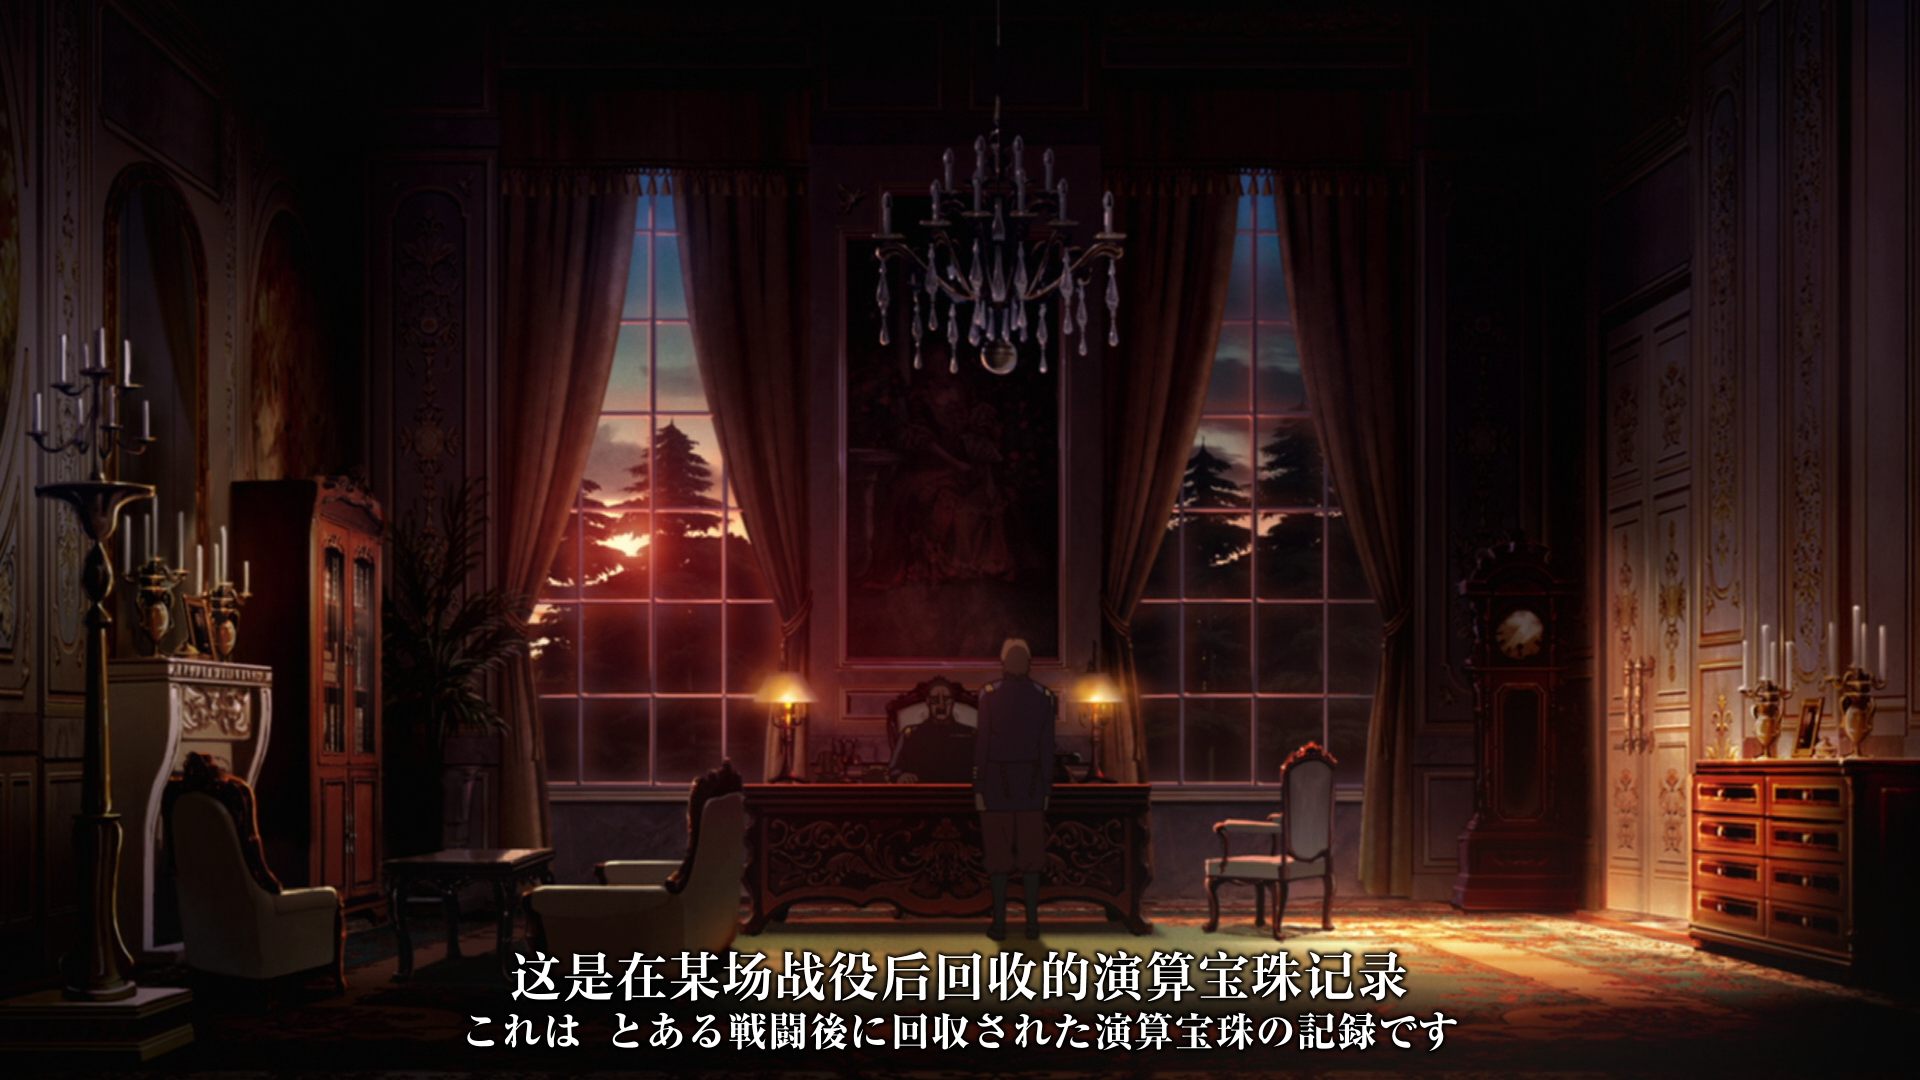 这是在某场战役后回收的演算宝珠记录
これは とある戦闘後に回収された演算宝珠の記録です